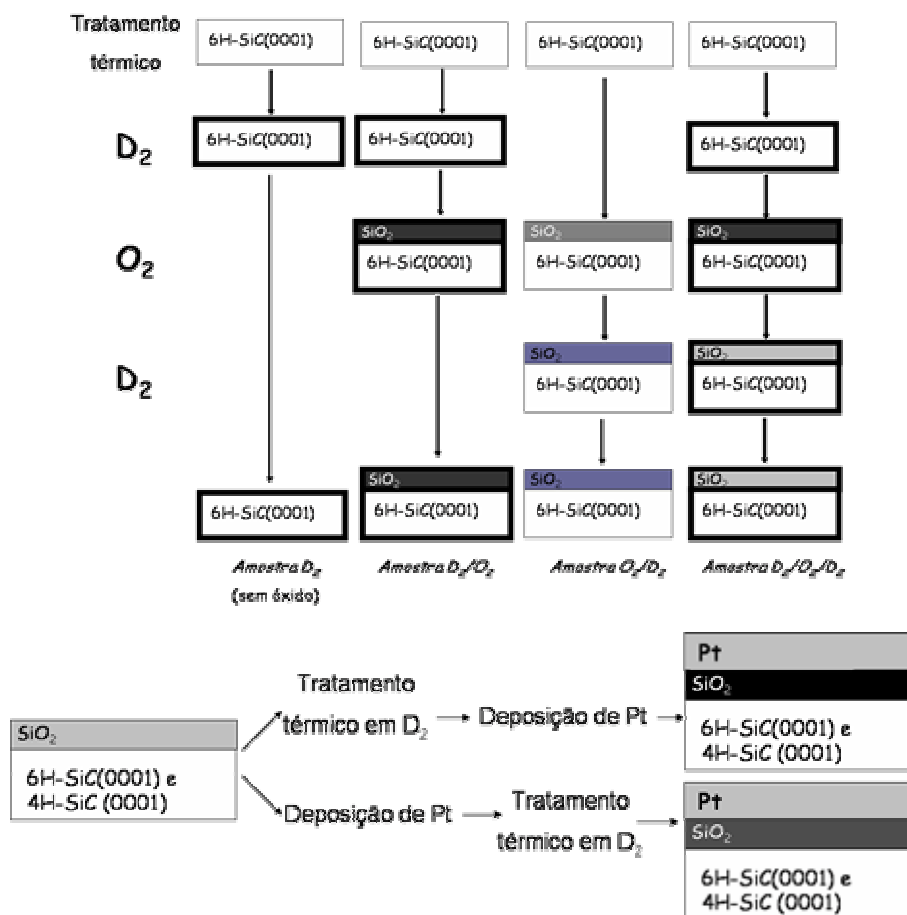 Tratamento
térmico
6H-SiC(0001) 6H-SiC(0001) 6H-SiC(0001) 6H-SiC(0001)
D₂
6H-SiC(0001) 6H-SiC(0001) 6H-SiC(0001)
O₂
SiO₂ SiO₂ SiO₂
6H-SiC(0001) 6H-SiC(0001) 6H-SiC(0001)
D₂
SiO₂ SiO₂
6H-SiC(0001) 6H-SiC(0001)
SiO₂ SiO₂ SiO₂
6H-SiC(0001) 6H-SiC(0001) 6H-SiC(0001) 6H-SiC(0001)
Amostra D₂ Amostra D₂/O₂ Amostra O₂/D₂ Amostra D₂/O₂/D₂
(sem óxido)
SiO₂
6H-SiC(0001) e
4H-SiC (0001)
Tratamento
térmico em D₂
Deposição de Pt
Pt
SiO₂
6H-SiC(0001) e
4H-SiC (0001)
Deposição de Pt
Tratamento
térmico em D₂
Pt
SiO₂
6H-SiC(0001) e
4H-SiC (0001)